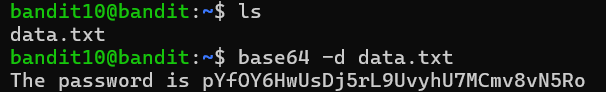 bandit10@bandit:~$ ls
data.txt
bandit10@bandit:~$ base64 -d data.txt
The password is pYfOY6HwUsDj5rL9UvyhU7MCmv8vN5Ro